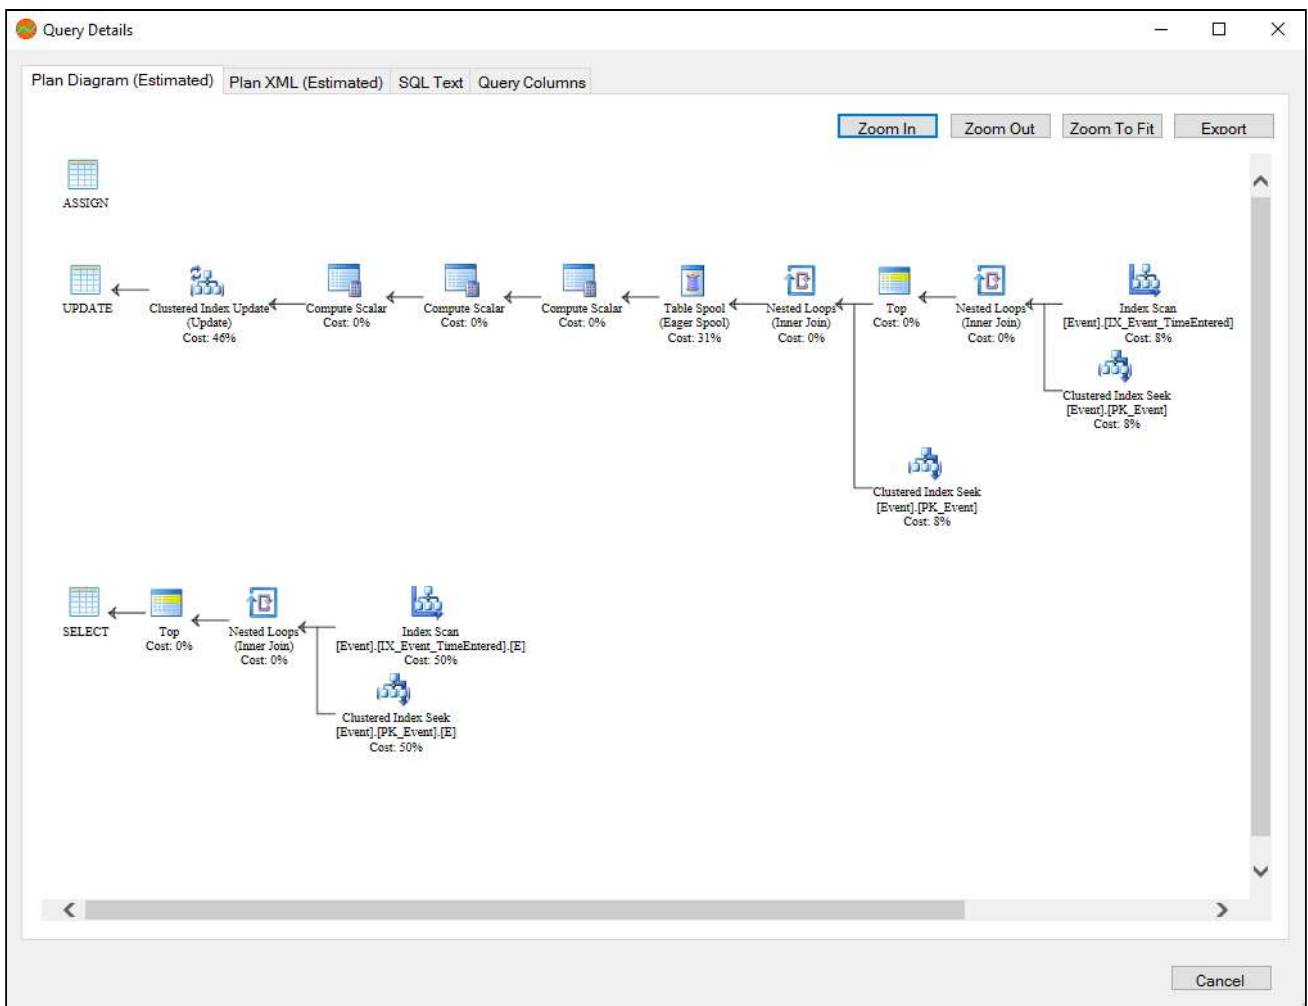 Query Details
Plan Diagram (Estimated) Plan XML (Estimated) SQL Text Query Columns
Zoom In Zoom Out Zoom To Fit Export
ASSIGN
UPDATE
Clustered Index Update
(Update)
Cost: 46%
Compute Scalar
Cost: 0%
Compute Scalar
Cost: 0%
Compute Scalar
Cost: 0%
Table Spool
(Eager Spool)
Cost: 31%
Nested Loops
(Inner Join)
Cost: 0%
Top
Cost: 0%
Nested Loops
(Inner Join)
Cost: 0%
Index Scan
[Event].[IX_Event_TimeEntered]
Cost: 8%
Clustered Index Seek
[Event].[PK_Event]
Cost: 8%
Clustered Index Seek
[Event].[PK_Event]
Cost: 8%
SELECT
Top
Cost: 0%
Nested Loops
(Inner Join)
Cost: 0%
Index Scan
[Event].[IX_Event_TimeEntered].[E]
Cost: 50%
Clustered Index Seek
[Event].[PK_Event].[E]
Cost: 50%
Cancel